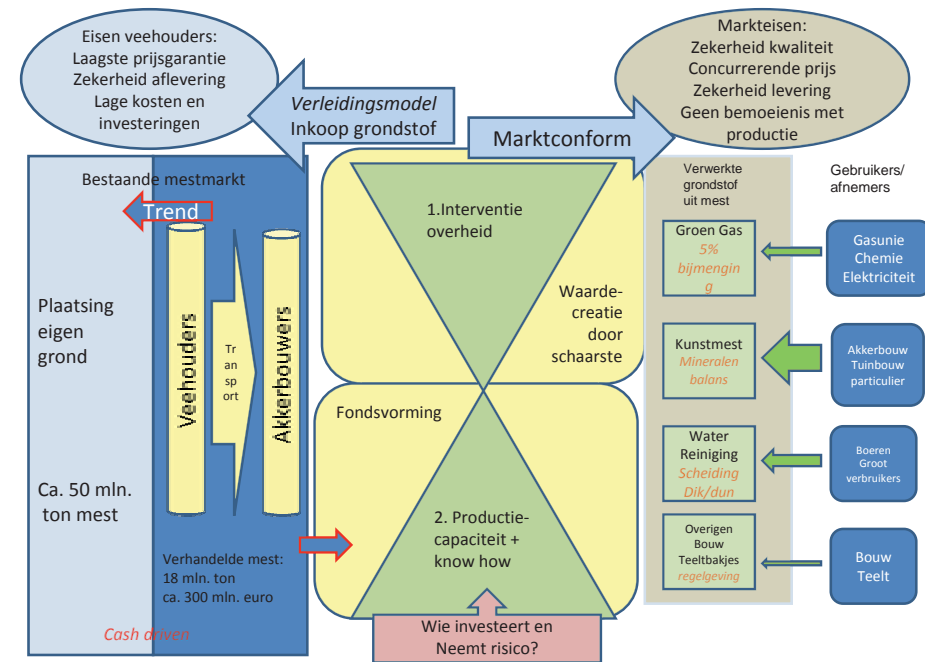 Eisen veehouders:
Laagste prijsgarantie
Zekerheid aflevering
Lage kosten en
investeringen
Verleidingsmodel
Inkoop grondstof
Marktconform
Markteisen:
Zekerheid kwaliteit
Concurrerende prijs
Zekerheid levering
Geen bemoeienis met
productie
Bestaande mestmarkt
Trend
Plaatsing
eigen
grond
Ca. 50 mln.
ton mest
Veehouders
Tr
an
sp
ort
Akkerbouwers
Verhandelde mest:
18 mln. ton
ca. 300 mln. euro
Cash driven
1.Interventie
overheid
Waarde-
creatie
door
schaarste
Fondsvorming
2. Productie-
capaciteit +
know how
Wie investeert en
Neemt risico?
Verwerkte
grondstof
uit mest
Groen Gas
5%
bijmengin
g
Kunstmest
Mineralen
balans
Water
Reiniging
Scheiding
Dik/dun
Overigen
Bouw
Teeltbakjes
regelgeving
Gebruikers/
afnemers
Gasunie
Chemie
Elektriciteit
Akkerbouw
Tuinbouw
particulier
Boeren
Groot
verbruikers
Bouw
Teelt